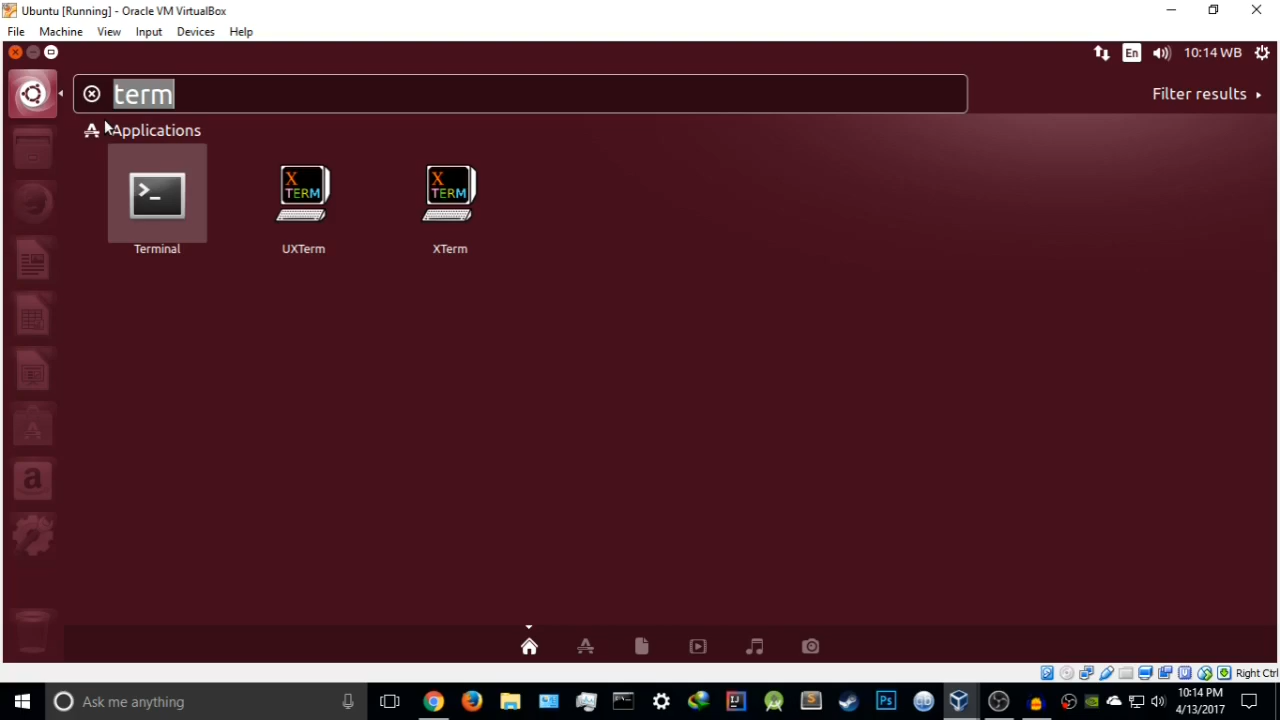 Ubuntu [Running] - Oracle VM VirtualBox
File Machine View Input Devices Help
En 10:14 WB
term
Filter results
Applications
X TERM X TERM
Terminal UXTerm XTerm
a
Right Ctrl
Ask me anything
Ps
10:14 PM
4/13/2017